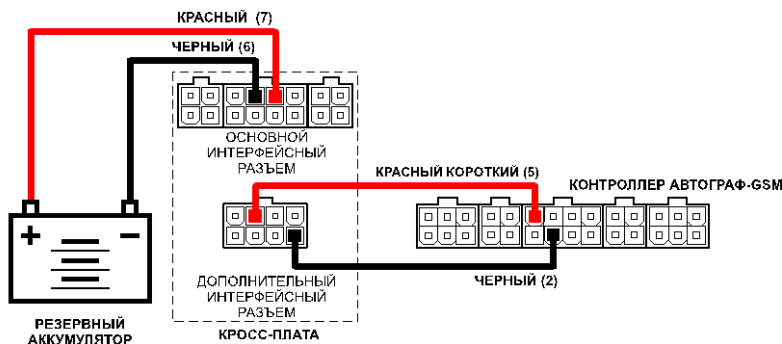 КРАСНЫЙ (7)
ЧЕРНЫЙ (6)
ОСНОВНОЙ
ИНТЕРФЕЙСНЫЙ
РАЗЪЕМ
КРАСНЫЙ КОРОТКИЙ (5)
КОНТРОЛЛЕР АВТОГРАФ-GSM
+ −
ДОПОЛНИТЕЛЬНЫЙ
ИНТЕРФЕЙСНЫЙ
РАЗЪЕМ
ЧЕРНЫЙ (2)
РЕЗЕРВНЫЙ
АККУМУЛЯТОР
КРОСС-ПЛАТА